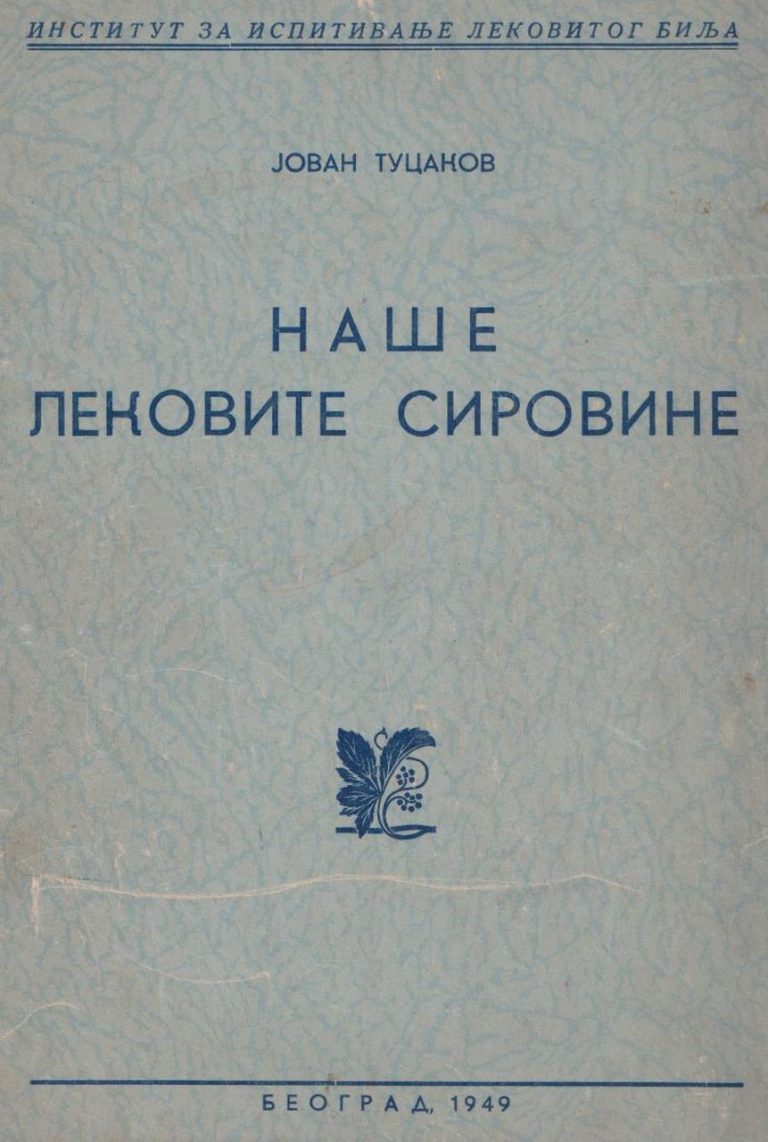 ИНСТИТУТ ЗА ИСПИТИВАЊЕ ЛЕКОВИТОГ БИЉА
ЈОВАН ТУЦАКОВ
НАШЕ
ЛЕКОВИТЕ СИРОВИНЕ
БЕОГРАД, 1949